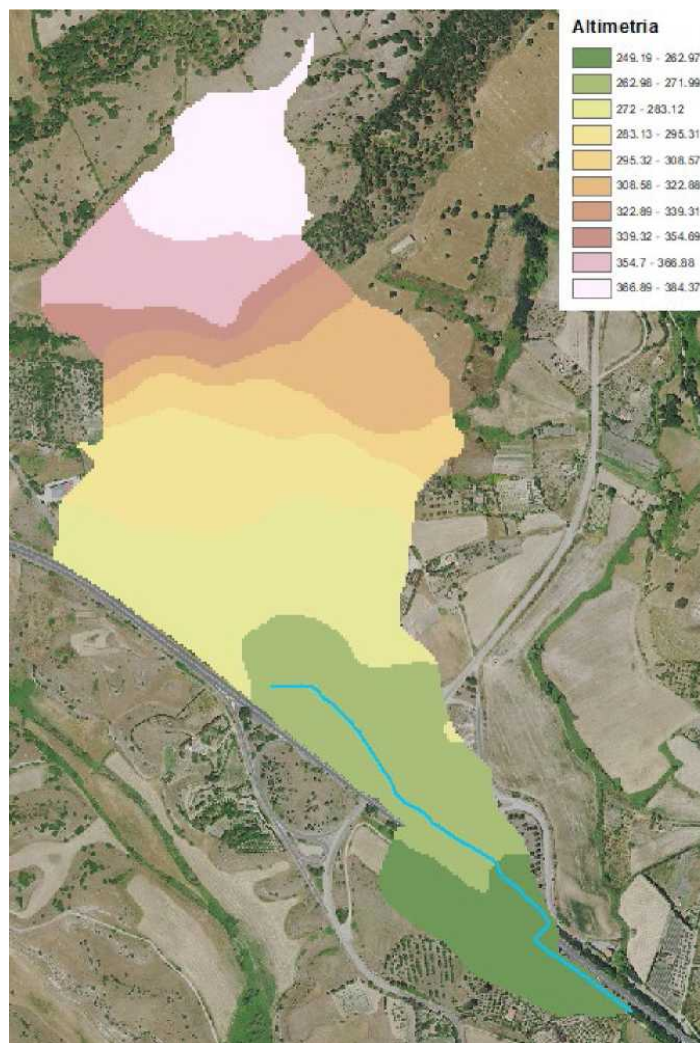 Altimetria
249.19 - 262.97
262.98 - 271.99
272 - 283.12
283.13 - 295.31
295.32 - 308.57
308.58 - 322.88
322.89 - 339.31
339.32 - 354.69
354.7 - 366.88
366.89 - 384.37